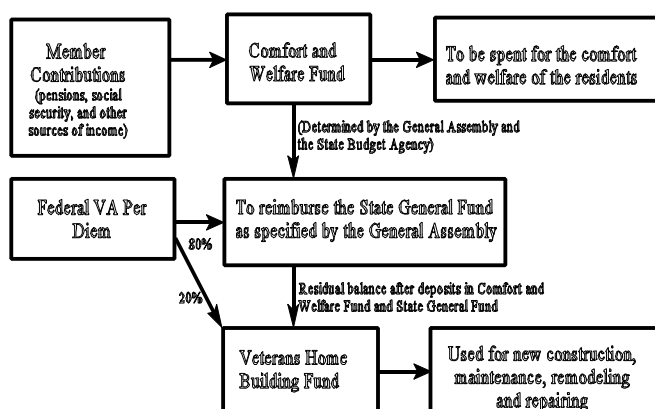 Member
Contributions
(pensions, social
security, and other
sources of income)
Comfort and
Welfare Fund
To be spent for the comfort
and welfare of the residents
(Determined by the General Assembly and
the State Budget Agency)
Federal VA Per
Diem
80%
To reimburse the State General Fund
as specified by the General Assembly
20%
Residual balance after deposits in Comfort and
Welfare Fund and State General Fund
Veterans Home
Building Fund
Used for new construction,
maintenance, remodeling
and repairing